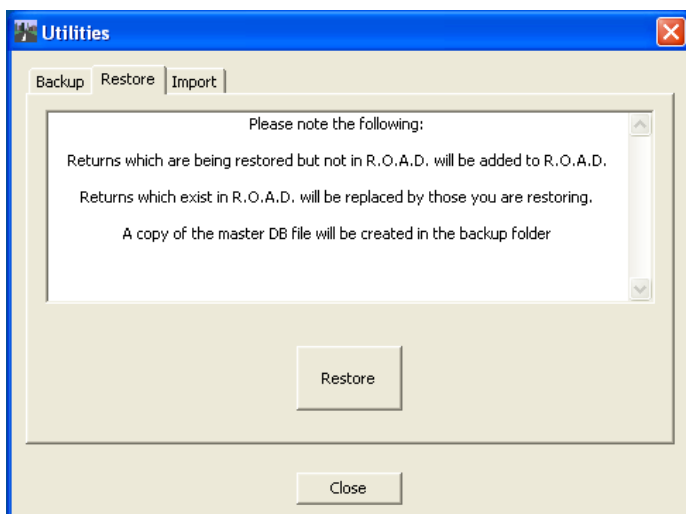 Utilities
Backup Restore Import
Please note the following:
Returns which are being restored but not in R.O.A.D. will be added to R.O.A.D.
Returns which exist in R.O.A.D. will be replaced by those you are restoring.
A copy of the master DB file will be created in the backup folder
Restore
Close